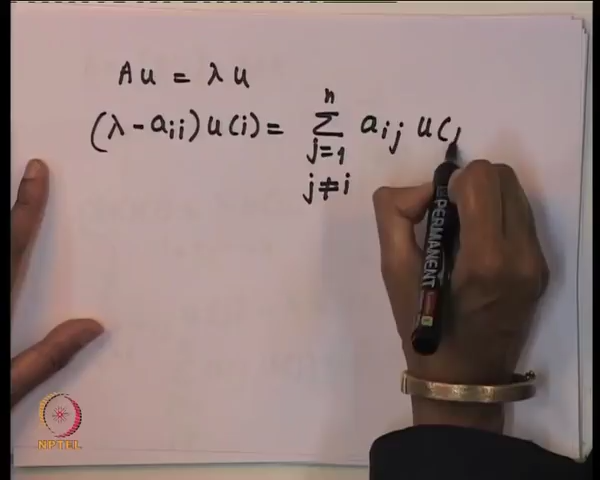 Au = λu
(λ - aᵢᵢ) u(i) = Σ aᵢⱼ u(j
n
j=1
j≠i
PERMANENT
NPTEL